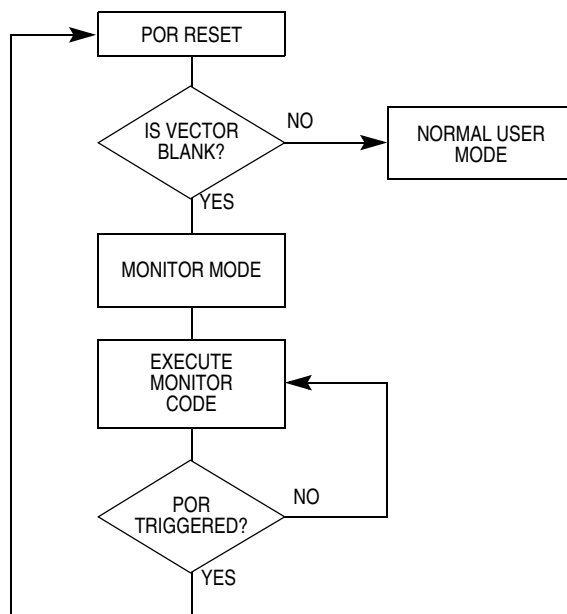 POR RESET
IS VECTOR
BLANK?
NO
NORMAL USER
MODE
YES
MONITOR MODE
EXECUTE
MONITOR
CODE
POR
TRIGGERED?
NO
YES